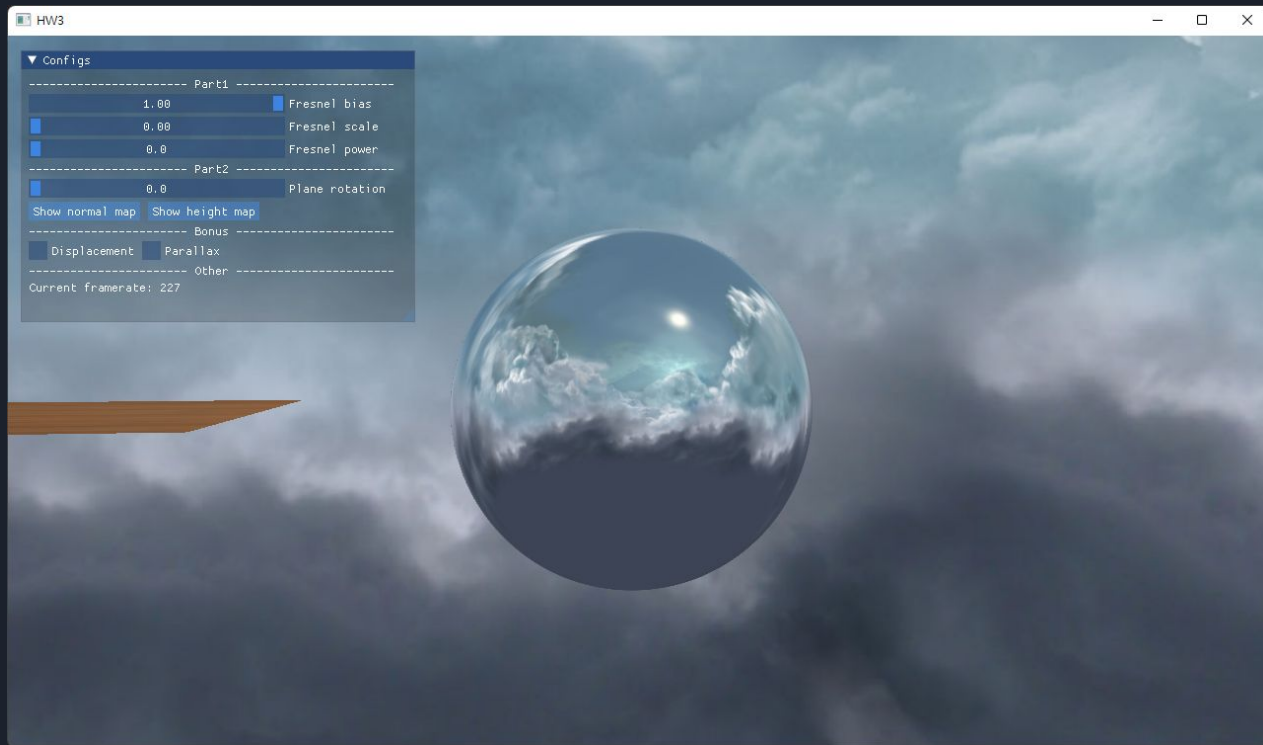 HW3
Configs
---------------------- Part1 ----------------------
1.00 Fresnel bias
0.00 Fresnel scale
0.0 Fresnel power
---------------------- Part2 ----------------------
0.0 Plane rotation
Show normal map Show height map
---------------------- Bonus ----------------------
Displacement Parallax
---------------------- Other ----------------------
Current framerate: 227